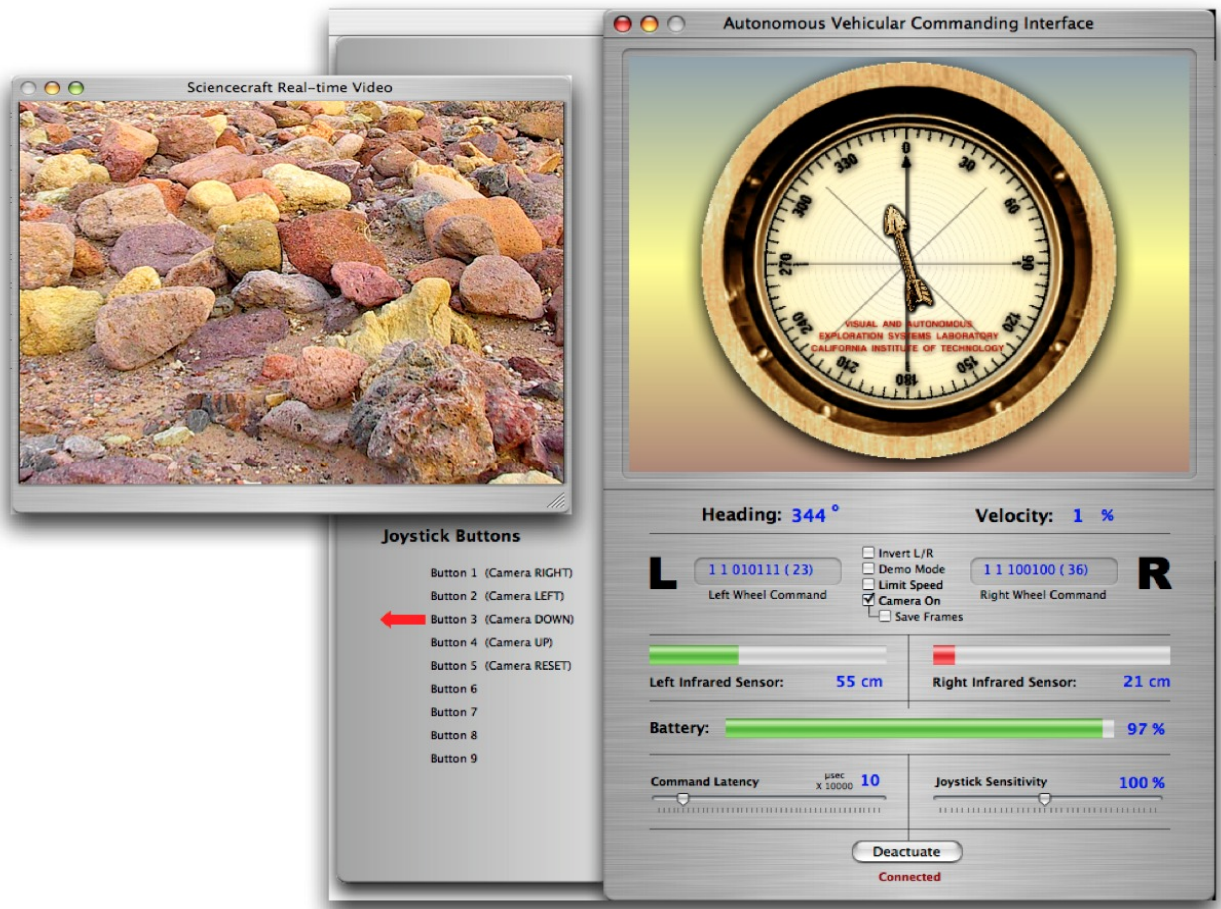 Sciencecraft Real-time Video
Joystick Buttons
Button 1 (Camera RIGHT)
Button 2 (Camera LEFT)
Button 3 (Camera DOWN)
Button 4 (Camera UP)
Button 5 (Camera RESET)
Button 6
Button 7
Button 8
Button 9
Autonomous Vehicular Commanding Interface
0
30
60
90
120
150
180
210
240
270
300
330
VISUAL AND AUTONOMOUS
EXPLORATION SYSTEMS LABORATORY
CALIFORNIA INSTITUTE OF TECHNOLOGY
Heading: 344° Velocity: 1 %
L
1 1 010111 ( 23)
Left Wheel Command
Invert L/R
Demo Mode
Limit Speed
Camera On
Save Frames
1 1 100100 ( 36)
Right Wheel Command
R
Left Infrared Sensor: 55 cm
Right Infrared Sensor: 21 cm
Battery: 97 %
Command Latency µsec X 10000 10
Joystick Sensitivity 100 %
Deactuate
Connected